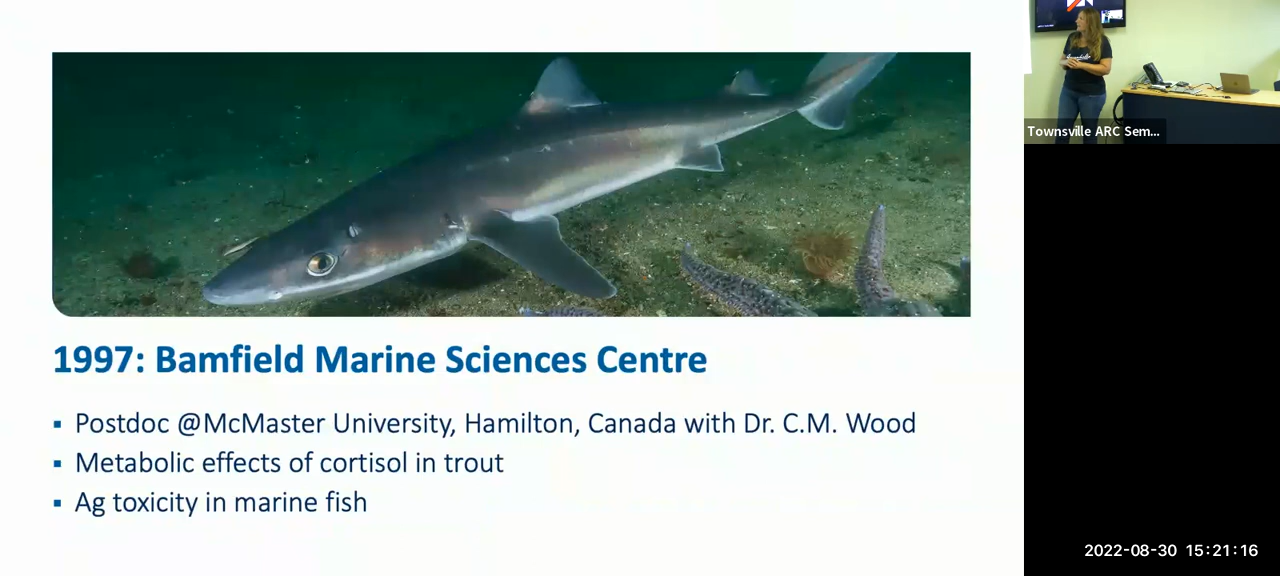 1997: Bamfield Marine Sciences Centre
▪ Postdoc @McMaster University, Hamilton, Canada with Dr. C.M. Wood
▪ Metabolic effects of cortisol in trout
▪ Ag toxicity in marine fish
Townsville ARC Sem...
2022-08-30 15:21:16